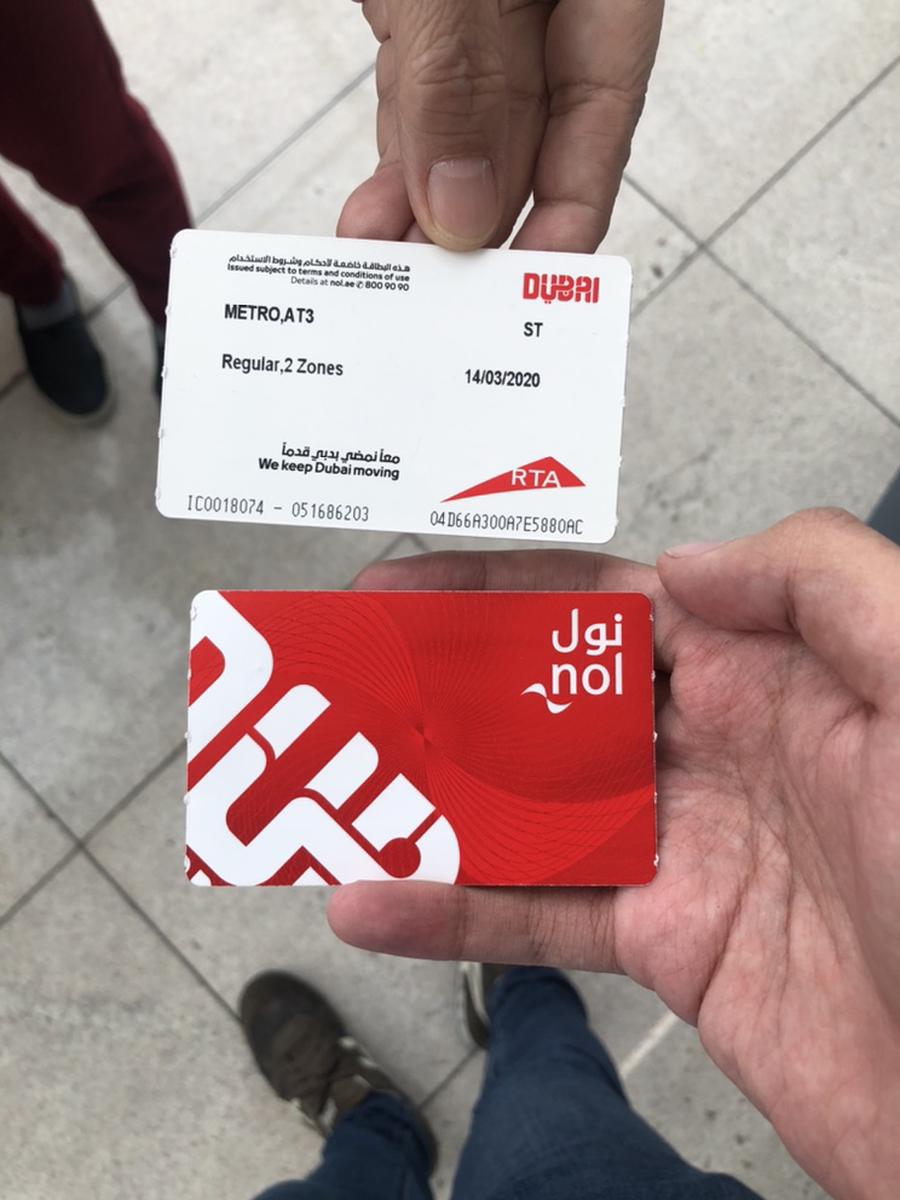 هذه البطاقة خاضعة لأحكام وشروط الاستخدام
Issued subject to terms and conditions of use
Details at nol.ae ✆ 800 90 90
DUBAI
METRO,AT3
ST
Regular,2 Zones
14/03/2020
معاً نمضي بدبي قدماً
We keep Dubai moving
RTA
IC0018074 - 051686203
04D66A300A7E5880AC
نول
nol